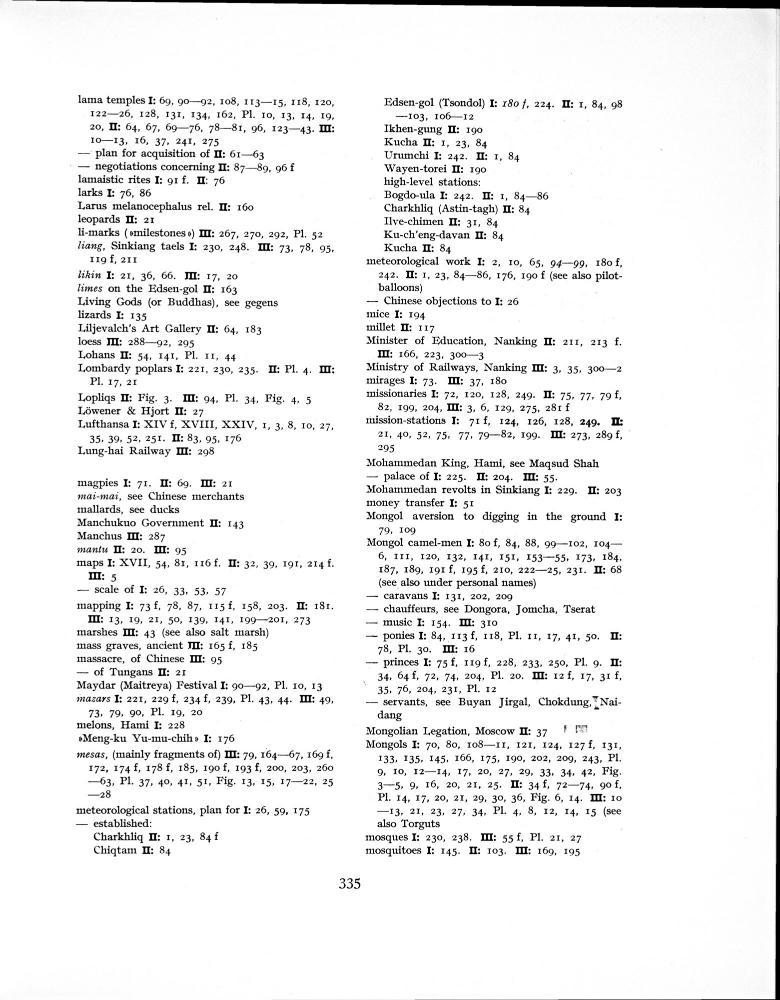 lama temples I: 69, 90—92, 108, 113—15, 118, 120,
122—26, 128, 131, 134, 162, Pl. 10, 13, 14, 19,
20, II: 64, 67, 69—76, 78—81, 96, 123—43. III:
10—13, 16, 37, 241, 275
— plan for acquisition of II: 61—63
— negotiations concerning II: 87—89, 96 f
lamaistic rites I: 91 f. II: 76
larks I: 76, 86
Larus melanocephalus rel. II: 160
leopards II: 21
li-marks (»milestones») III: 267, 270, 292, Pl. 52
liang, Sinkiang taels I: 230, 248. III: 73, 78, 95,
119 f, 211
likin I: 21, 36, 66. III: 17, 20
limes on the Edsen-gol II: 163
Living Gods (or Buddhas), see gegens
lizards I: 135
Liljevalch's Art Gallery II: 64, 183
loess III: 288—92, 295
Lohans II: 54, 141, Pl. 11, 44
Lombardy poplars I: 221, 230, 235. II: Pl. 4. III:
Pl. 17, 21
Lopliqs II: Fig. 3. III: 94, Pl. 34, Fig. 4, 5
Löwener & Hjort II: 27
Lufthansa I: XIV f, XVIII, XXIV, 1, 3, 8, 10, 27,
35, 39, 52, 251. II: 83, 95, 176
Lung-hai Railway III: 298
magpies I: 71. II: 69. III: 21
mai-mai, see Chinese merchants
mallards, see ducks
Manchukuo Government II: 143
Manchus III: 287
mantu II: 20. III: 95
maps I: XVII, 54, 81, 116 f. II: 32, 39, 191, 214 f.
III: 5
— scale of I: 26, 33, 53, 57
mapping I: 73 f, 78, 87, 115 f, 158, 203. II: 181.
III: 13, 19, 21, 50, 139, 141, 199—201, 273
marshes III: 43 (see also salt marsh)
mass graves, ancient III: 165 f, 185
massacre, of Chinese III: 95
— of Tungans II: 21
Maydar (Maitreya) Festival I: 90—92, Pl. 10, 13
mazars I: 221, 229 f, 234 f, 239, Pl. 43, 44. III: 49,
73, 79, 90, Pl. 19, 20
melons, Hami I: 228
»Meng-ku Yu-mu-chih» I: 176
mesas, (mainly fragments of) III: 79, 164—67, 169 f,
172, 174 f, 178 f, 185, 190 f, 193 f, 200, 203, 260
—63, Pl. 37, 40, 41, 51, Fig. 13, 15, 17—22, 25
—28
meteorological stations, plan for I: 26, 59, 175
— established:
Charkhliq II: 1, 23, 84 f
Chiqtam II: 84
Edsen-gol (Tsondol) I: 180 f, 224. II: 1, 84, 98
—103, 106—12
Ikhen-gung II: 190
Kucha II: 1, 23, 84
Urumchi I: 242. II: 1, 84
Wayen-torei II: 190
high-level stations:
Bogdo-ula I: 242. II: 1, 84—86
Charkhliq (Astin-tagh) II: 84
Ilve-chimen II: 31, 84
Ku-ch'eng-davan II: 84
Kucha II: 84
meteorological work I: 2, 10, 65, 94—99, 180 f,
242. II: 1, 23, 84—86, 176, 190 f (see also pilot-
balloons)
— Chinese objections to I: 26
mice I: 194
millet II: 117
Minister of Education, Nanking II: 211, 213 f.
III: 166, 223, 300—3
Ministry of Railways, Nanking III: 3, 35, 300—2
mirages I: 73. III: 37, 180
missionaries I: 72, 120, 128, 249. II: 75, 77, 79 f,
82, 199, 204, III: 3, 6, 129, 275, 281 f
mission-stations I: 71 f, 124, 126, 128, 249. II:
21, 40, 52, 75, 77, 79—82, 199. III: 273, 289 f,
295
Mohammedan King, Hami, see Maqsud Shah
— palace of I: 225. II: 204. III: 55.
Mohammedan revolts in Sinkiang I: 229. II: 203
money transfer I: 51
Mongol aversion to digging in the ground I:
79, 109
Mongol camel-men I: 80 f, 84, 88, 99—102, 104—
6, 111, 120, 132, 141, 151, 153—55, 173, 184,
187, 189, 191 f, 195 f, 210, 222—25, 231. II: 68
(see also under personal names)
— caravans I: 131, 202, 209
— chauffeurs, see Dongora, Jomcha, Tserat
— music I: 154. III: 310
— ponies I: 84, 113 f, 118, Pl. 11, 17, 41, 50. II:
78, Pl. 30. III: 16
— princes I: 75 f, 119 f, 228, 233, 250, Pl. 9. II:
34, 64 f, 72, 74, 204, Pl. 20. III: 12 f, 17, 31 f,
35, 76, 204, 231, Pl. 12
— servants, see Buyan Jirgal, Chokdung, Nai-
dang
Mongolian Legation, Moscow II: 37
Mongols I: 70, 80, 108—11, 121, 124, 127 f, 131,
133, 135, 145, 166, 175, 190, 202, 209, 243, Pl.
9, 10, 12—14, 17, 20, 27, 29, 33, 34, 42, Fig.
3—5, 9, 16, 20, 21, 25. II: 34 f, 72—74, 90 f,
Pl. 14, 17, 20, 21, 29, 30, 36, Fig. 6, 14. III: 10
—13, 21, 23, 27, 34, Pl. 4, 8, 12, 14, 15 (see
also Torguts
mosques I: 230, 238. III: 55 f, Pl. 21, 27
mosquitoes I: 145. II: 103. III: 169, 195
335